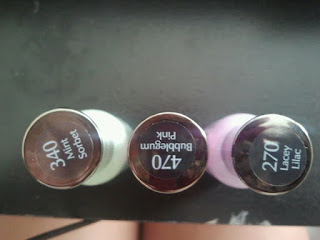 340
Mint
Sorbet
470
Bubblegum
Pink
270
Lacey
Lilac